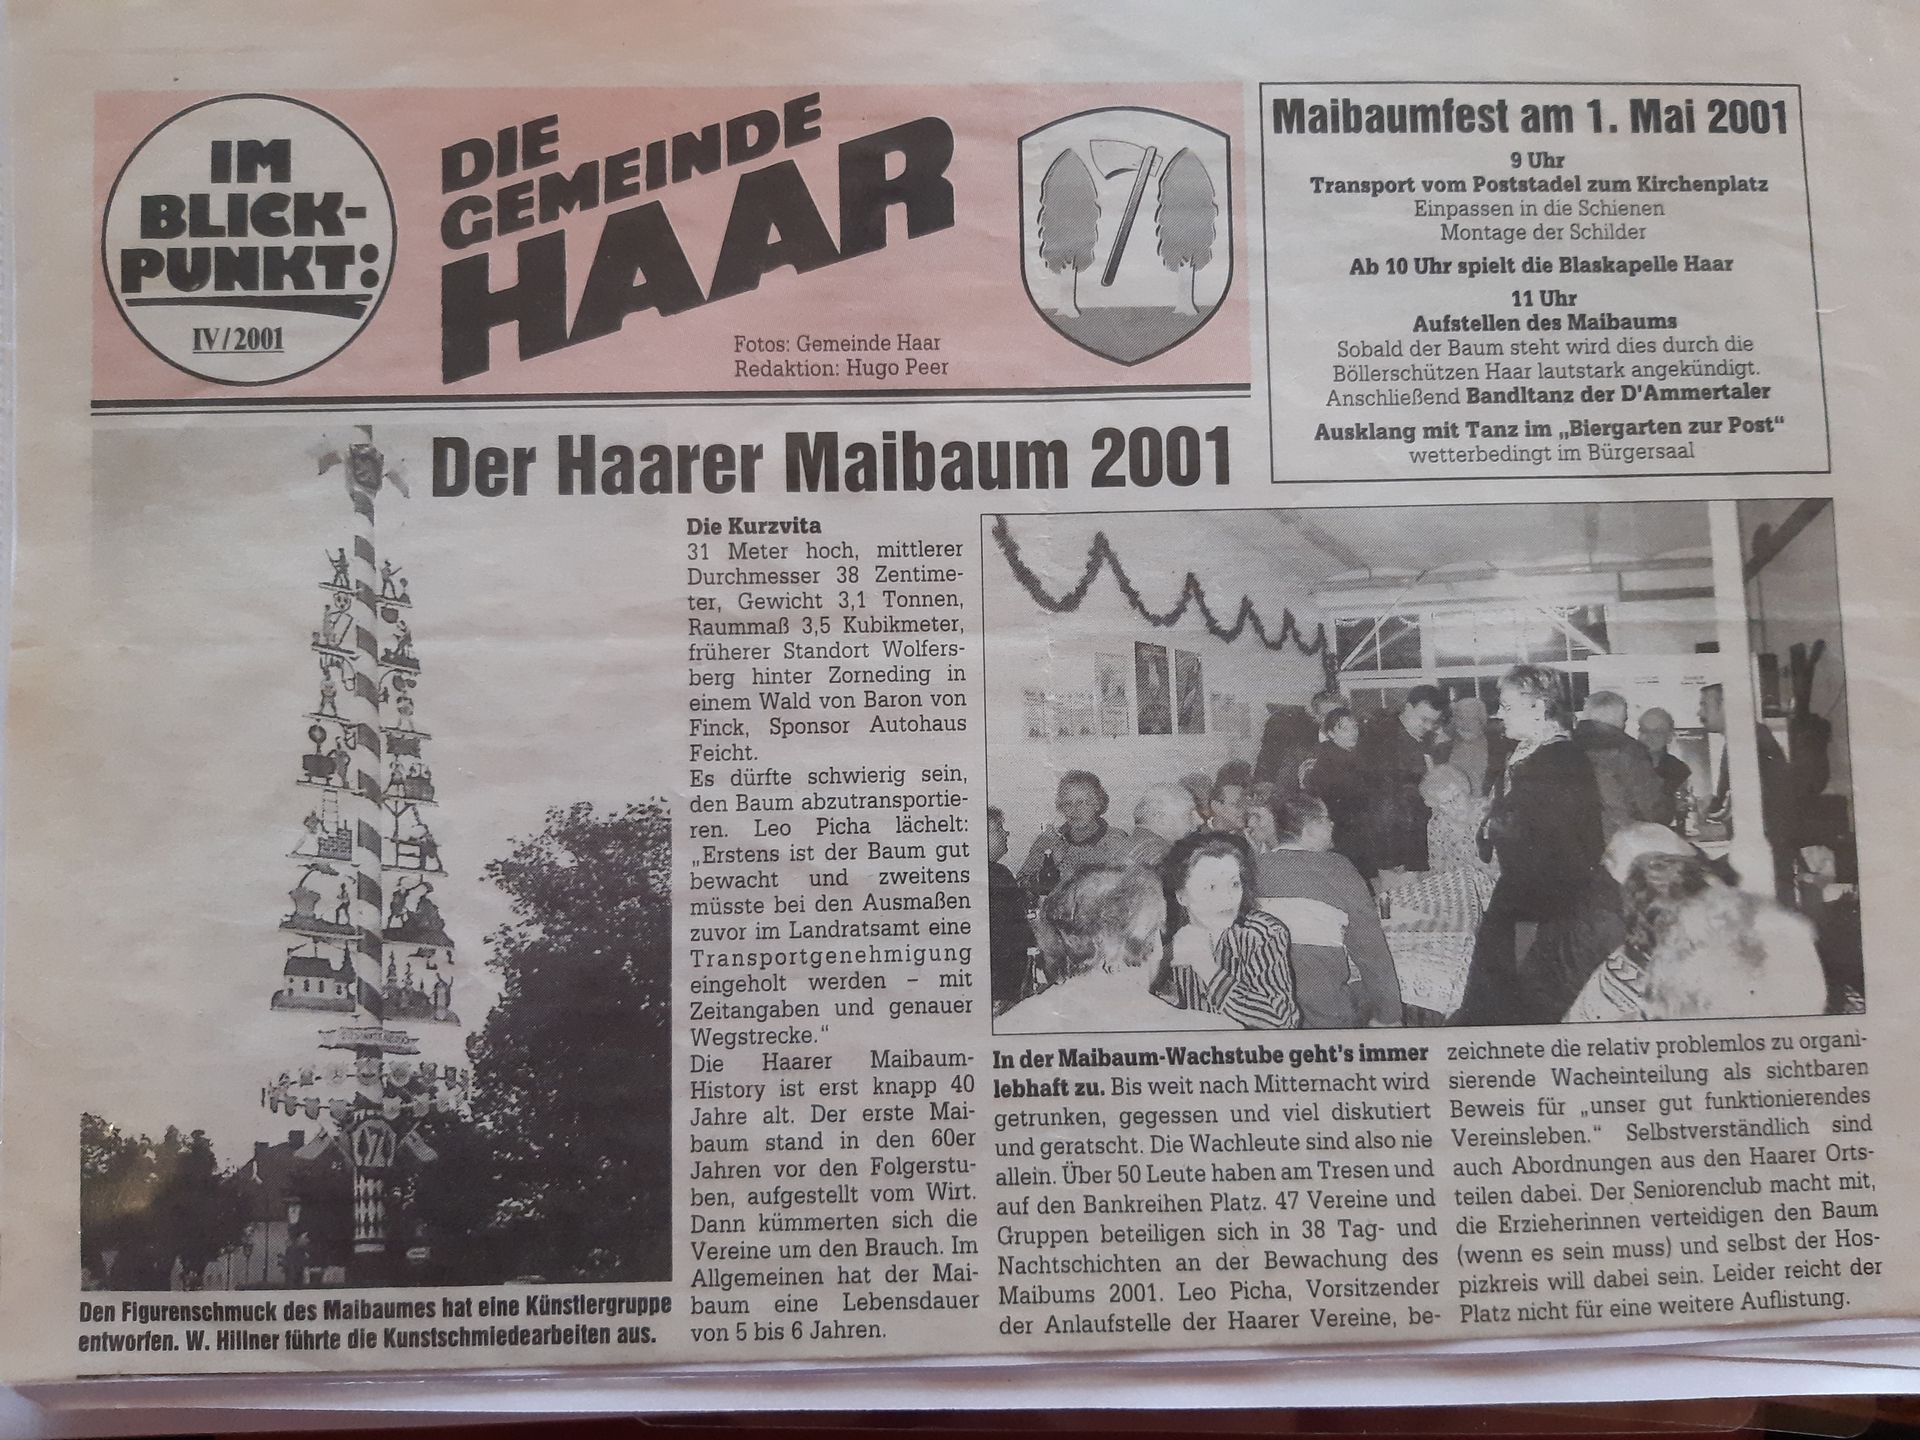 IM
BLICK-
PUNKT:
IV/2001
DIE
GEMEINDE
HAAR
Fotos: Gemeinde Haar
Redaktion: Hugo Peer
Maibaumfest am 1. Mai 2001
9 Uhr
Transport vom Poststadel zum Kirchenplatz
Einpassen in die Schienen
Montage der Schilder
Ab 10 Uhr spielt die Blaskapelle Haar
11 Uhr
Aufstellen des Maibaums
Sobald der Baum steht wird dies durch die
Böllerschützen Haar lautstark angekündigt.
Anschließend Bandltanz der D'Ammertaler
Ausklang mit Tanz im „Biergarten zur Post“
wetterbedingt im Bürgersaal
Der Haarer Maibaum 2001
Die Kurzvita
31 Meter hoch, mittlerer
Durchmesser 38 Zentime-
ter, Gewicht 3,1 Tonnen,
Raummaß 3,5 Kubikmeter,
früherer Standort Wolfers-
berg hinter Zorneding in
einem Wald von Baron von
Finck, Sponsor Autohaus
Feicht.
Es dürfte schwierig sein,
den Baum abzutransportie-
ren. Leo Picha lächelt:
„Erstens ist der Baum gut
bewacht und zweitens
müsste bei den Ausmaßen
zuvor im Landratsamt eine
Transportgenehmigung
eingeholt werden – mit
Zeitangaben und genauer
Wegstrecke.“
Die Haarer Maibaum-
History ist erst knapp 40
Jahre alt. Der erste Mai-
baum stand in den 60er
Jahren vor den Folgerstu-
ben, aufgestellt vom Wirt.
Dann kümmerten sich die
Vereine um den Brauch. Im
Allgemeinen hat der Mai-
baum eine Lebensdauer
von 5 bis 6 Jahren.
Den Figurenschmuck des Maibaumes hat eine Künstlergruppe
entworfen. W. Hillner führte die Kunstschmiedearbeiten aus.
In der Maibaum-Wachstube geht's immer
lebhaft zu. Bis weit nach Mitternacht wird
getrunken, gegessen und viel diskutiert
und geratscht. Die Wachleute sind also nie
allein. Über 50 Leute haben am Tresen und
auf den Bankreihen Platz. 47 Vereine und
Gruppen beteiligen sich in 38 Tag- und
Nachtschichten an der Bewachung des
Maibums 2001. Leo Picha, Vorsitzender
der Anlaufstelle der Haarer Vereine, be-
zeichnete die relativ problemlos zu organi-
sierende Wacheinteilung als sichtbaren
Beweis für „unser gut funktionierendes
Vereinsleben.“ Selbstverständlich sind
auch Abordnungen aus den Haarer Orts-
teilen dabei. Der Seniorenclub macht mit,
die Erzieherinnen verteidigen den Baum
(wenn es sein muss) und selbst der Hos-
pizkreis will dabei sein. Leider reicht der
Platz nicht für eine weitere Auflistung.